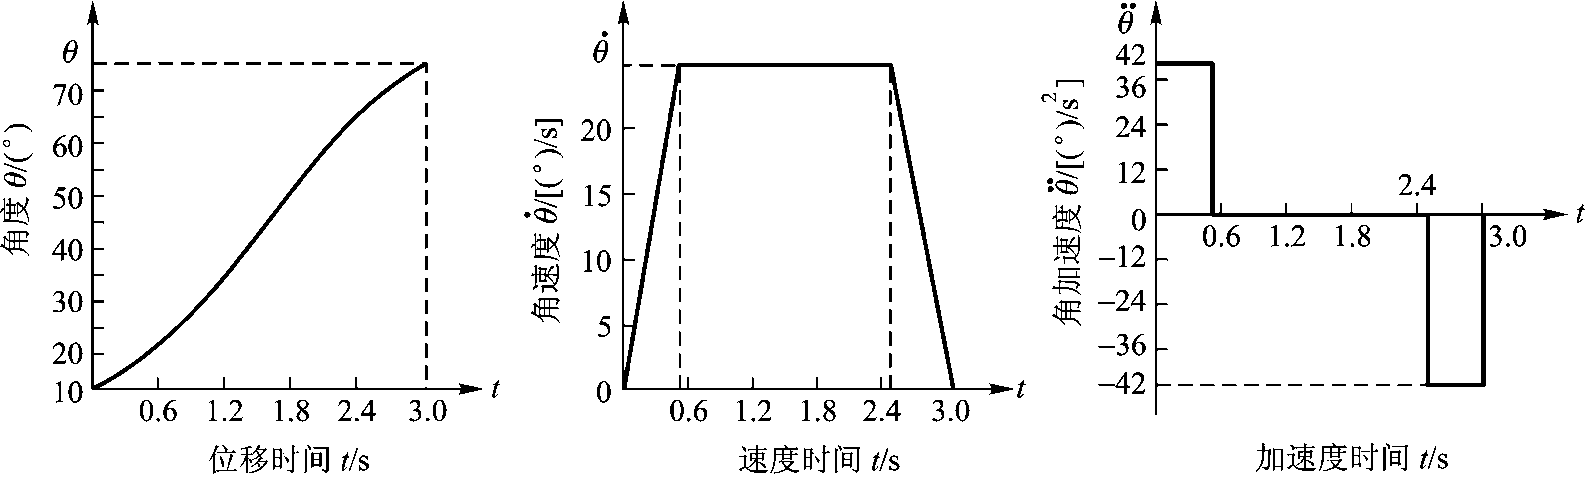 θ
70
60
50
40
30
20
10
0.6 1.2 1.8 2.4 3.0
t
角度 θ/(°)
位移时间 t/s
θ̇
20
15
10
5
0
0.6 1.2 1.8 2.4 3.0
t
角速度 θ̇/[(°)/s]
速度时间 t/s
θ̈
42
36
24
12
0
−12
−24
−36
−42
2.4
0.6 1.2 1.8 3.0
t
角加速度 θ̈/[(°)/s²]
加速度时间 t/s